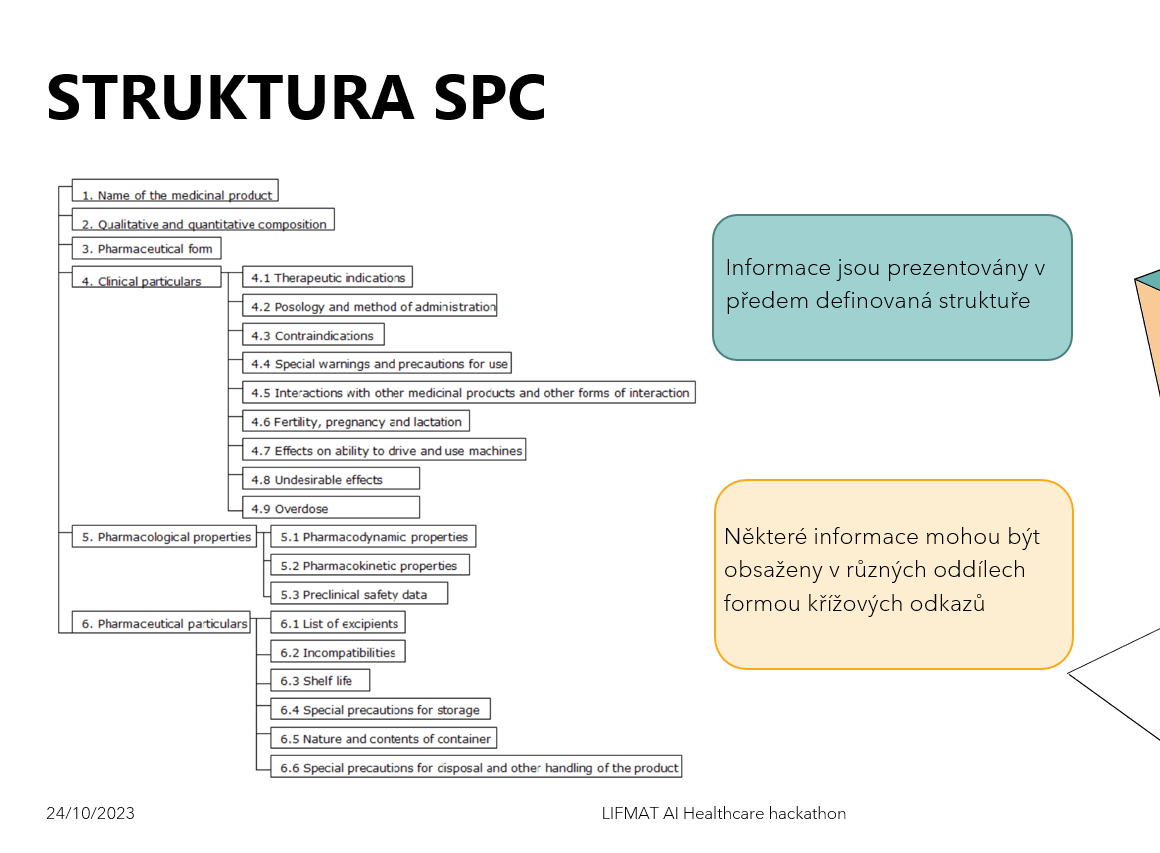 STRUKTURA SPC
1. Name of the medicinal product
2. Qualitative and quantitative composition
3. Pharmaceutical form
4. Clinical particulars
4.1 Therapeutic indications
4.2 Posology and method of administration
4.3 Contraindications
4.4 Special warnings and precautions for use
4.5 Interactions with other medicinal products and other forms of interaction
4.6 Fertility, pregnancy and lactation
4.7 Effects on ability to drive and use machines
4.8 Undesirable effects
4.9 Overdose
5. Pharmacological properties
5.1 Pharmacodynamic properties
5.2 Pharmacokinetic properties
5.3 Preclinical safety data
6. Pharmaceutical particulars
6.1 List of excipients
6.2 Incompatibilities
6.3 Shelf life
6.4 Special precautions for storage
6.5 Nature and contents of container
6.6 Special precautions for disposal and other handling of the product
Informace jsou prezentovány v
předem definovaná struktuře
Některé informace mohou být
obsaženy v různých oddílech
formou křížových odkazů
24/10/2023
LIFMAT AI Healthcare hackathon